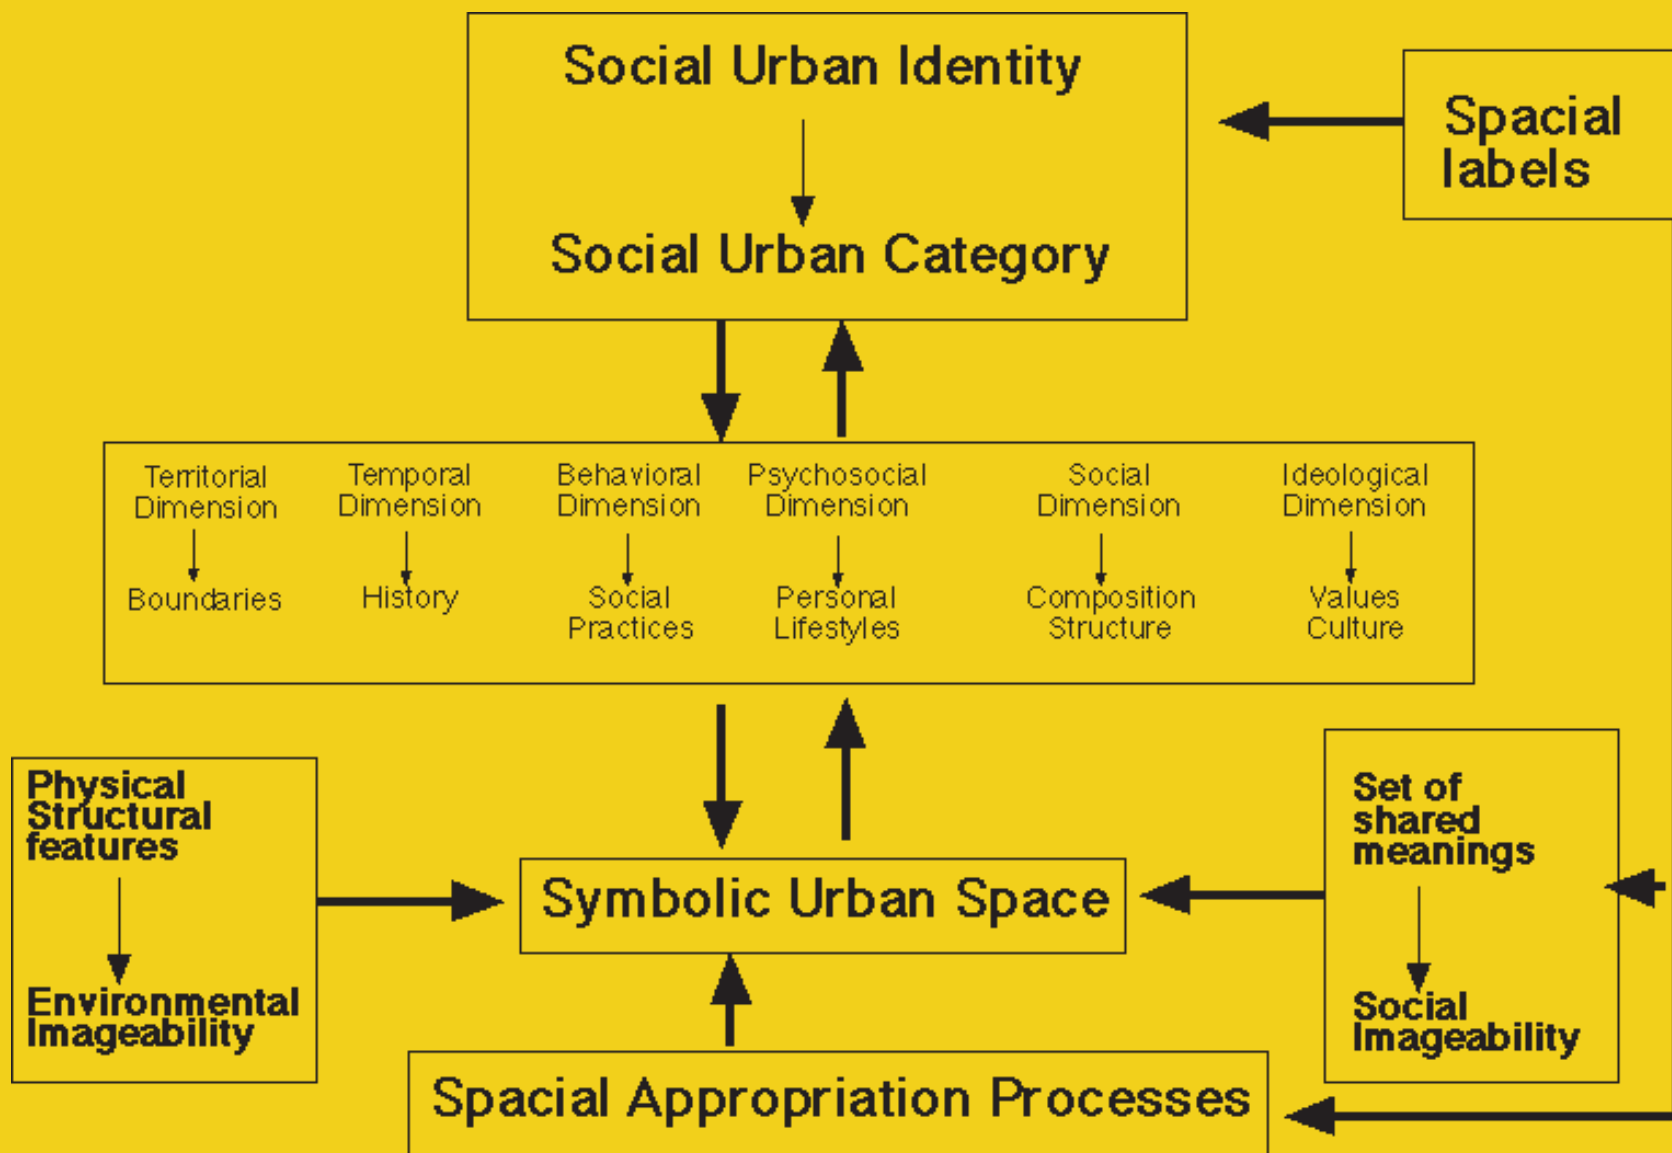 Social Urban Identity
Spacial
labels
Social Urban Category
Territorial
Dimension
Boundaries
Temporal
Dimension
History
Behavioral
Dimension
Social
Practices
Psychosocial
Dimension
Personal
Lifestyles
Social
Dimension
Composition
Structure
Ideological
Dimension
Values
Culture
Physical
Structural
features
Environmental
Imageability
Symbolic Urban Space
Set of
shared
meanings
Social
Imageability
Spacial Appropriation Processes